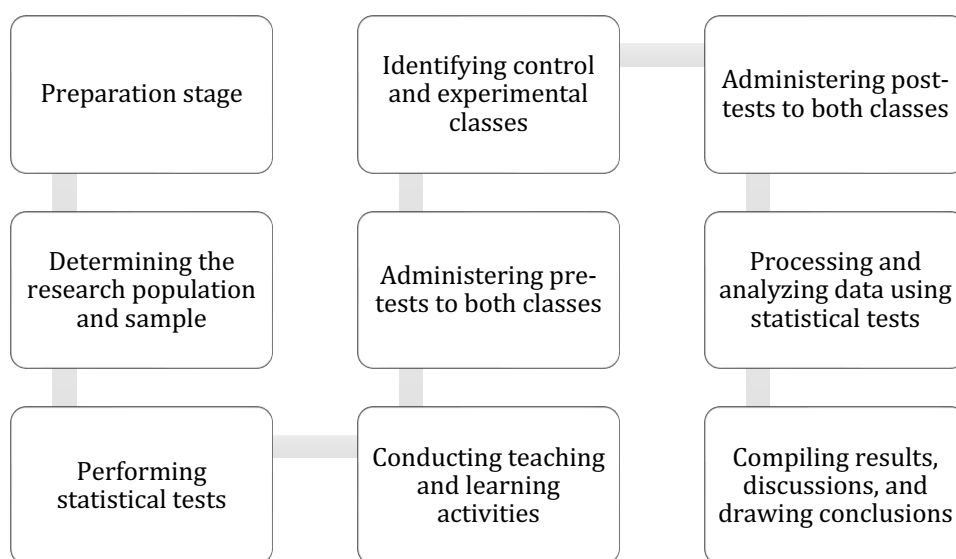 Preparation stage
Determining the
research population
and sample
Performing
statistical tests
Conducting teaching
and learning
activities
Administering pre-
tests to both classes
Identifying control
and experimental
classes
Administering post-
tests to both classes
Processing and
analyzing data using
statistical tests
Compiling results,
discussions, and
drawing conclusions